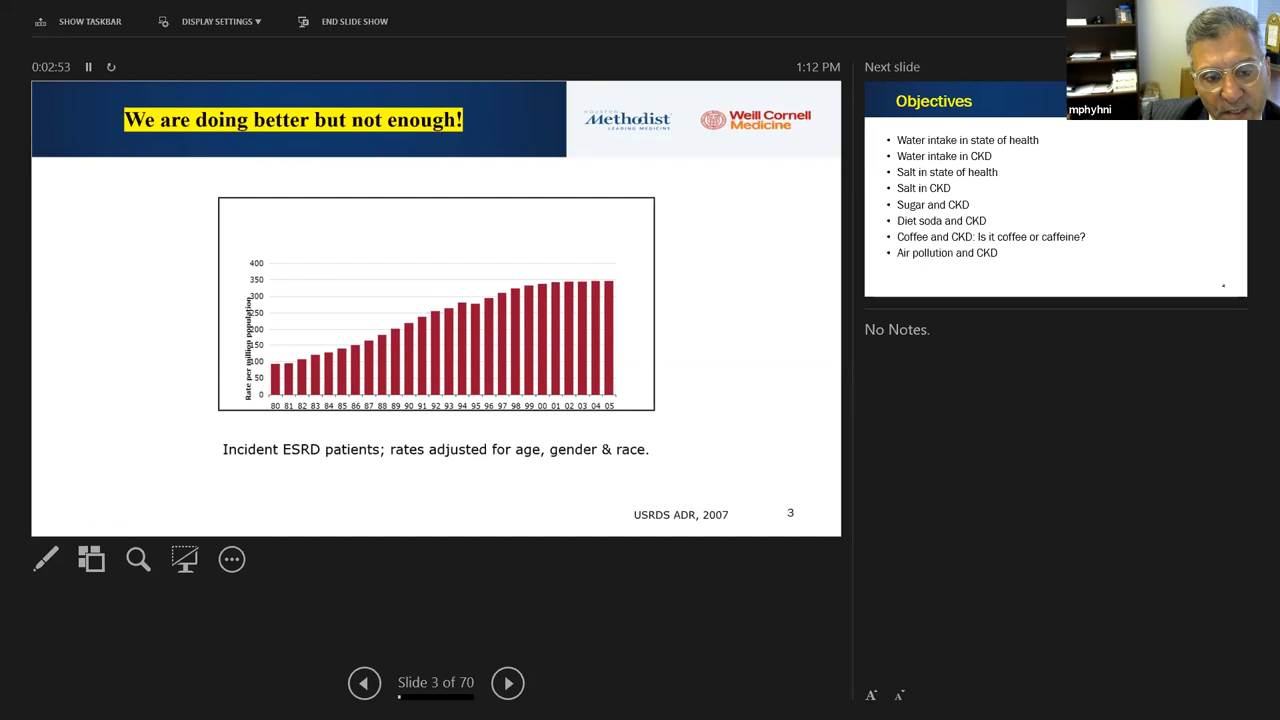 SHOW TASKBAR
DISPLAY SETTINGS ▼
END SLIDE SHOW
0:02:53
1:12 PM
Next slide
We are doing better but not enough!
HOUSTON
Methodist
LEADING MEDICINE
Weill Cornell
Medicine
Objectives
mphyhni
• Water intake in state of health
• Water intake in CKD
• Salt in state of health
• Salt in CKD
• Sugar and CKD
• Diet soda and CKD
• Coffee and CKD: Is it coffee or caffeine?
• Air pollution and CKD
4
No Notes.
Rate per million population
400
350
300
250
200
150
100
50
0
80 81 82 83 84 85 86 87 88 89 90 91 92 93 94 95 96 97 98 99 00 01 02 03 04 05
Incident ESRD patients; rates adjusted for age, gender & race.
USRDS ADR, 2007
3
Slide 3 of 70
A A